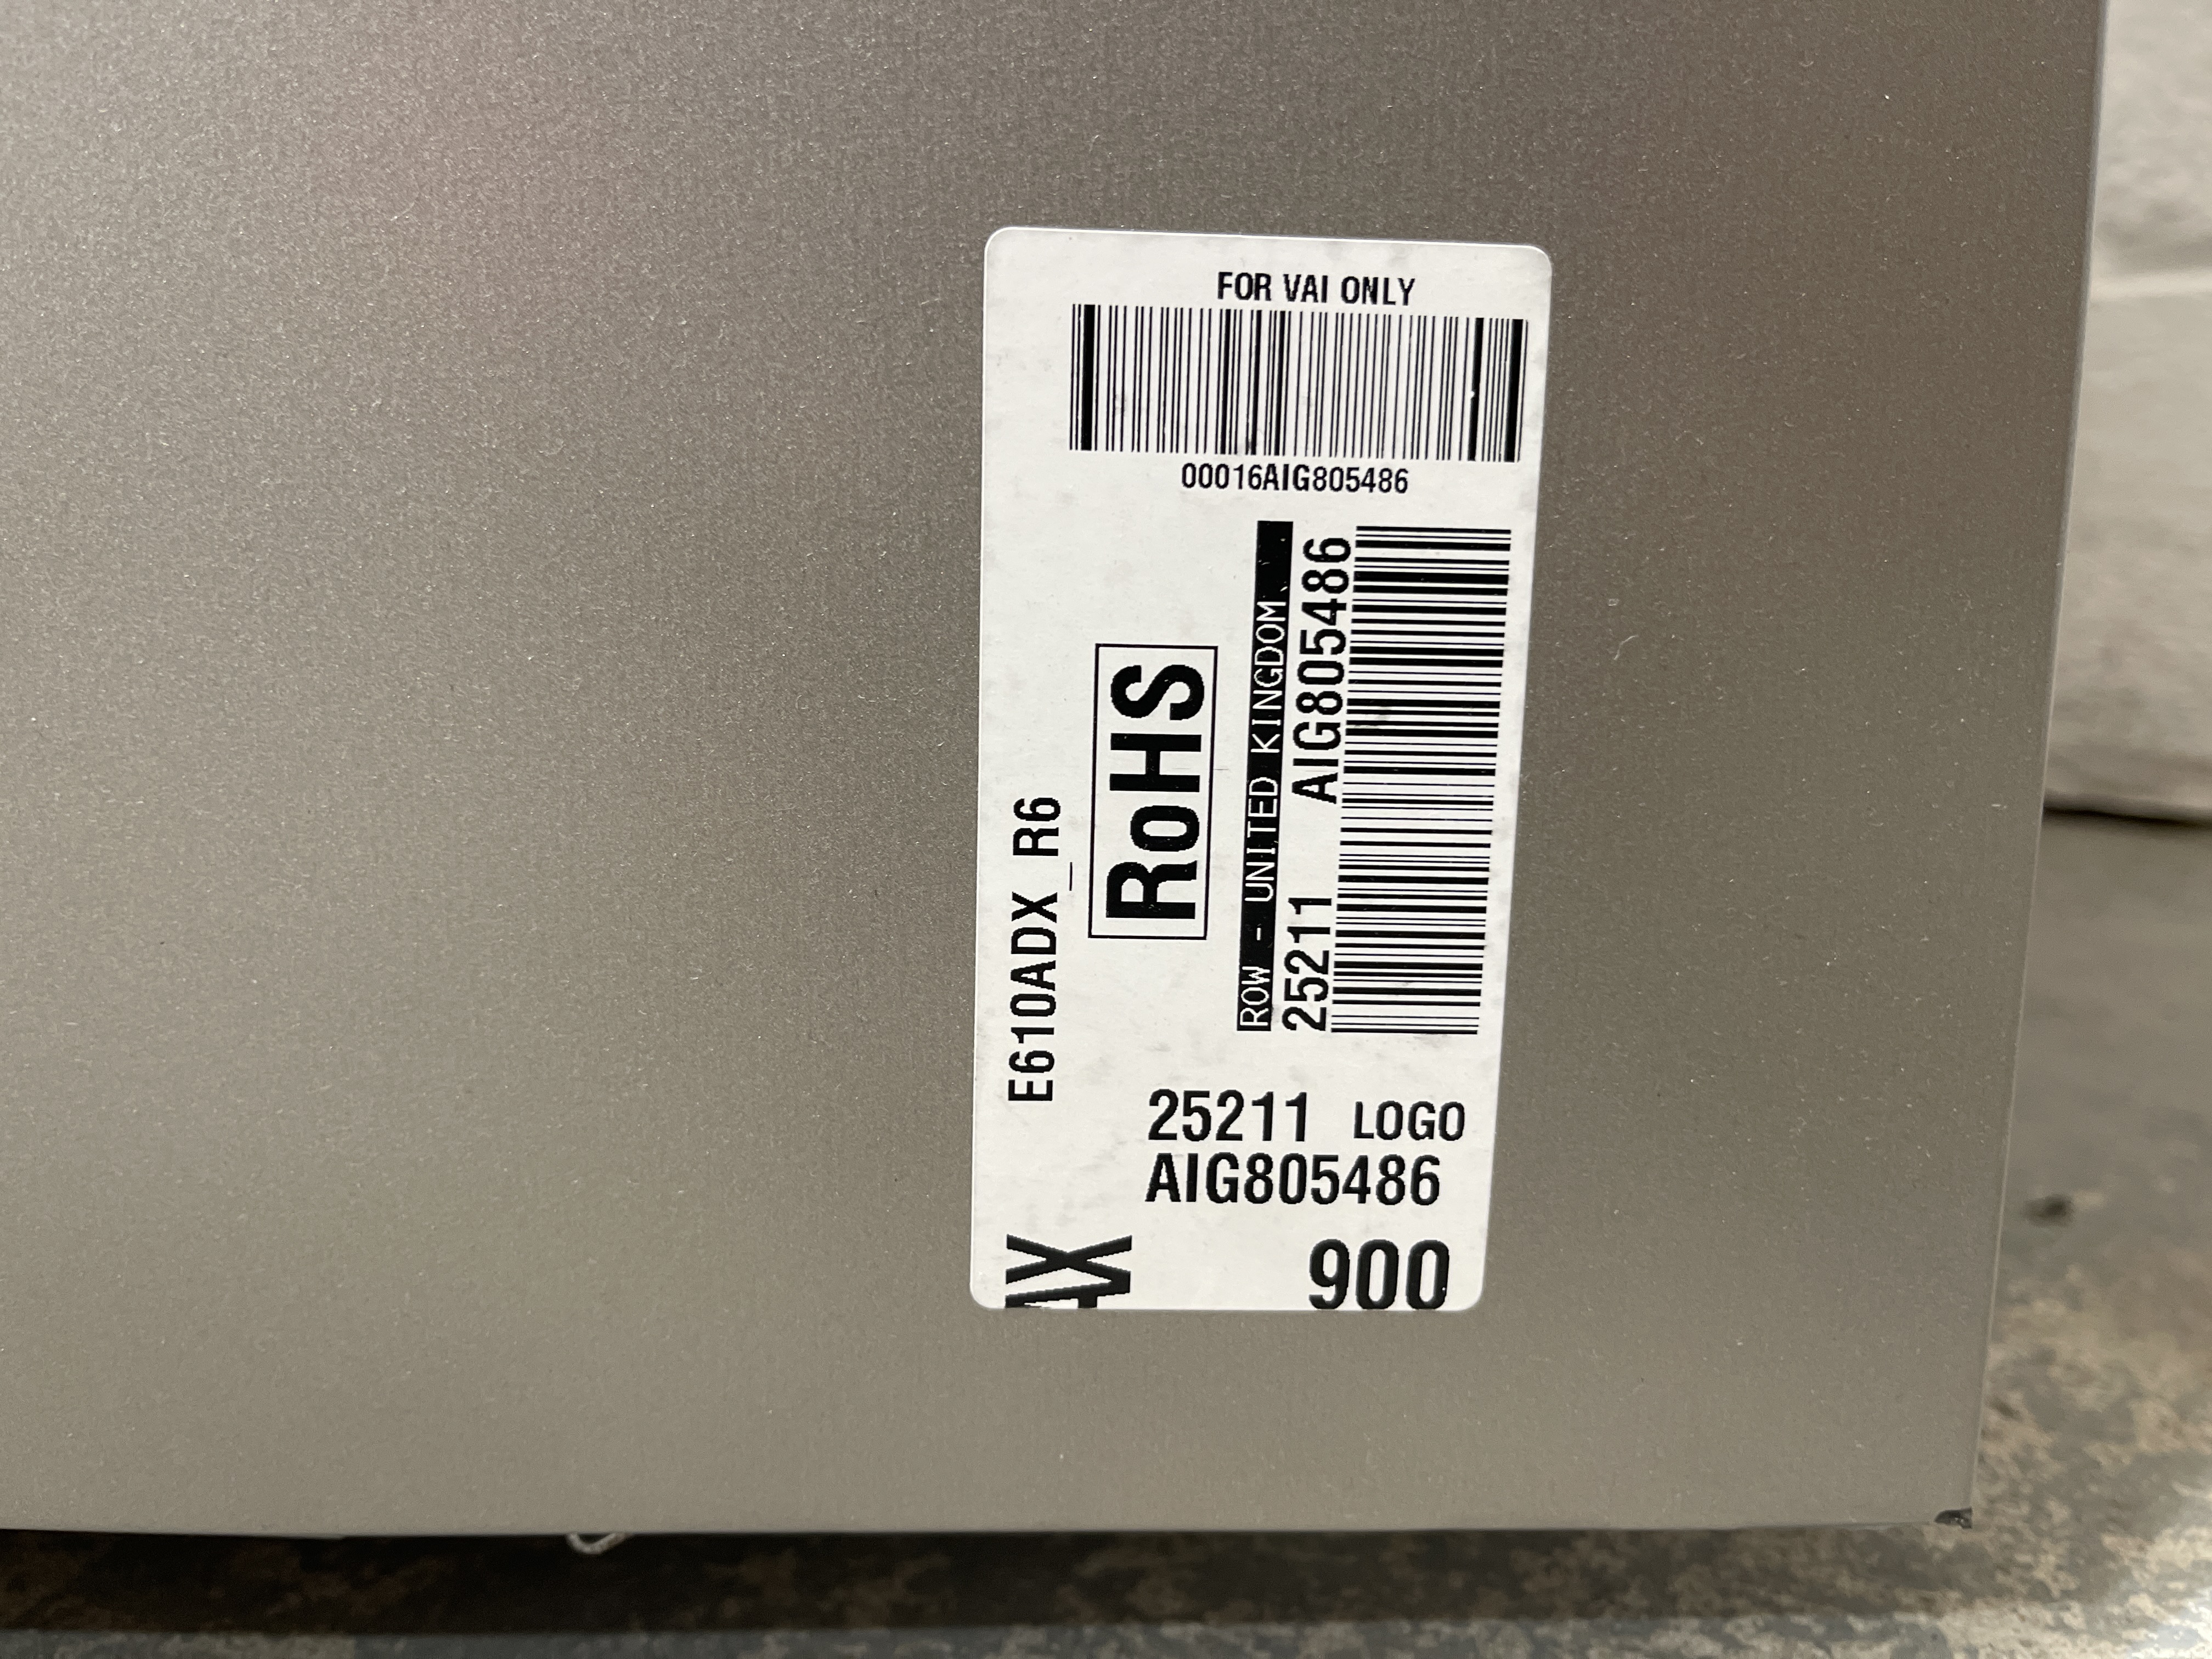 FOR VAI ONLY
00016AIG805486
E610ADX_R6
RoHS
ROW - UNITED KINGDOM
25211 AIG805486
25211 LOGO
AIG805486
900